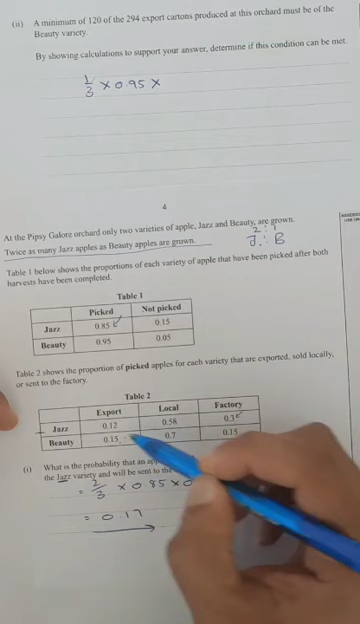 (ii) A minimum of 120 of the 294 export cartons produced at this orchard must be of the
Beauty variety.
By showing calculations to support your answer, determine if this condition can be met.
1/3 × 0.95 ×
4
At the Pipsy Galore orchard only two varieties of apple, Jazz and Beauty, are grown.
Twice as many Jazz apples as Beauty apples are grown.
2 : 1
J : B
Table 1 below shows the proportions of each variety of apple that have been picked after both
harvests have been completed.
Table 1
Picked Not picked
Jazz 0.85 0.15
Beauty 0.95 0.05
Table 2 shows the proportion of picked apples for each variety that are exported, sold locally,
or sent to the factory.
Table 2
Export Local Factory
Jazz 0.12 0.58 0.3
Beauty 0.15 0.7 0.15
(i) What is the probability that an
the Jazz variety and will be sent to the
= 2/3 × 0.85 × 0
= 0.17